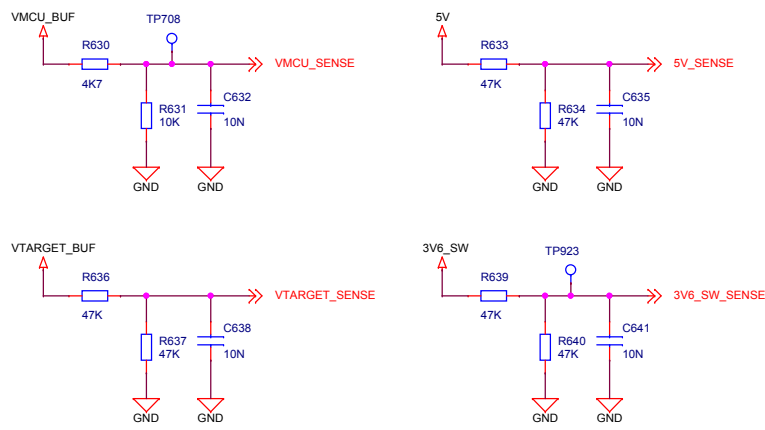 VMCU_BUF
TP708
R630
4K7
VMCU_SENSE
R631
10K
C632
10N
GND
GND
5V
R633
47K
5V_SENSE
R634
47K
C635
10N
GND
GND
VTARGET_BUF
R636
47K
VTARGET_SENSE
R637
47K
C638
10N
GND
GND
3V6_SW
TP923
R639
47K
3V6_SW_SENSE
R640
47K
C641
10N
GND
GND